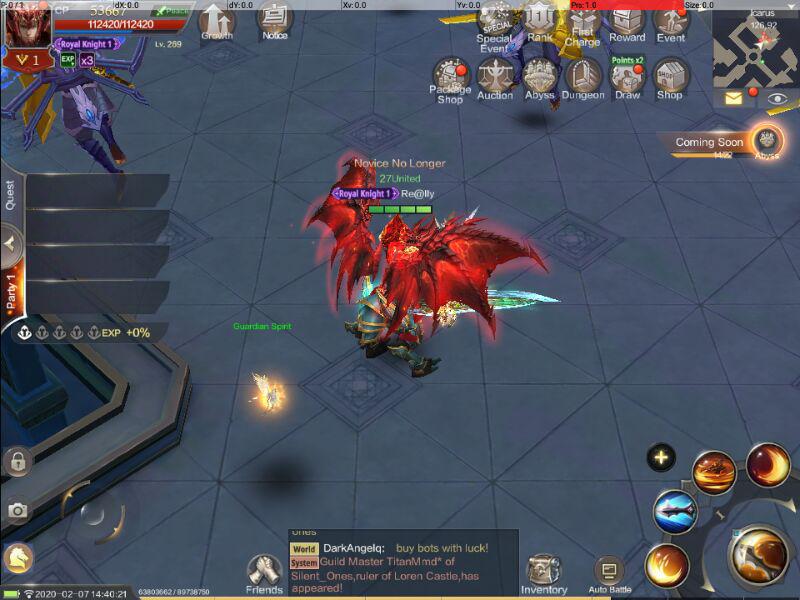 P:0 / 1 dX:0.0 dY:0.0 Xv:0.0 Yv:0.0 Prs:1.0 Size:0.0
CP 53667 Peace
112420/112420
Royal Knight 1 Lv. 289
1 EXP x3
Growth
Notice
SPECIAL
Special Event
Rank
First Charge
Reward
Event
Icarus
126,92
Package Shop
Auction
Abyss
Dungeon
Points x2
Draw
SHOP
Shop
Coming Soon
Abyss
Quest
Party 1
EXP +0%
Novice No Longer
27United
Royal Knight 1 Re@lly
Guardian Spirit
World DarkAngelq: buy bots with luck!
System Guild Master TitanMmd* of
Silent_Ones,ruler of Loren Castle,has
appeared!
Friends
Inventory
Auto Battle
2020-02-07 14:40:21 63803662 / 89738750